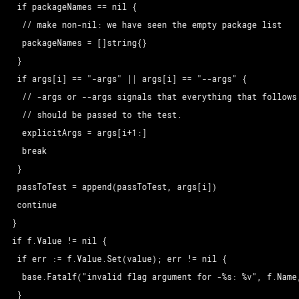 if packageNames == nil {
// make non-nil: we have seen the empty package list
packageNames = []string{}
}
if args[i] == "-args" || args[i] == "--args" {
// -args or --args signals that everything that follows
// should be passed to the test.
explicitArgs = args[i+1:]
break
}
passToTest = append(passToTest, args[i])
continue
}
if f.Value != nil {
if err := f.Value.Set(value); err != nil {
base.Fatalf("invalid flag argument for -%s: %v", f.Name,
}